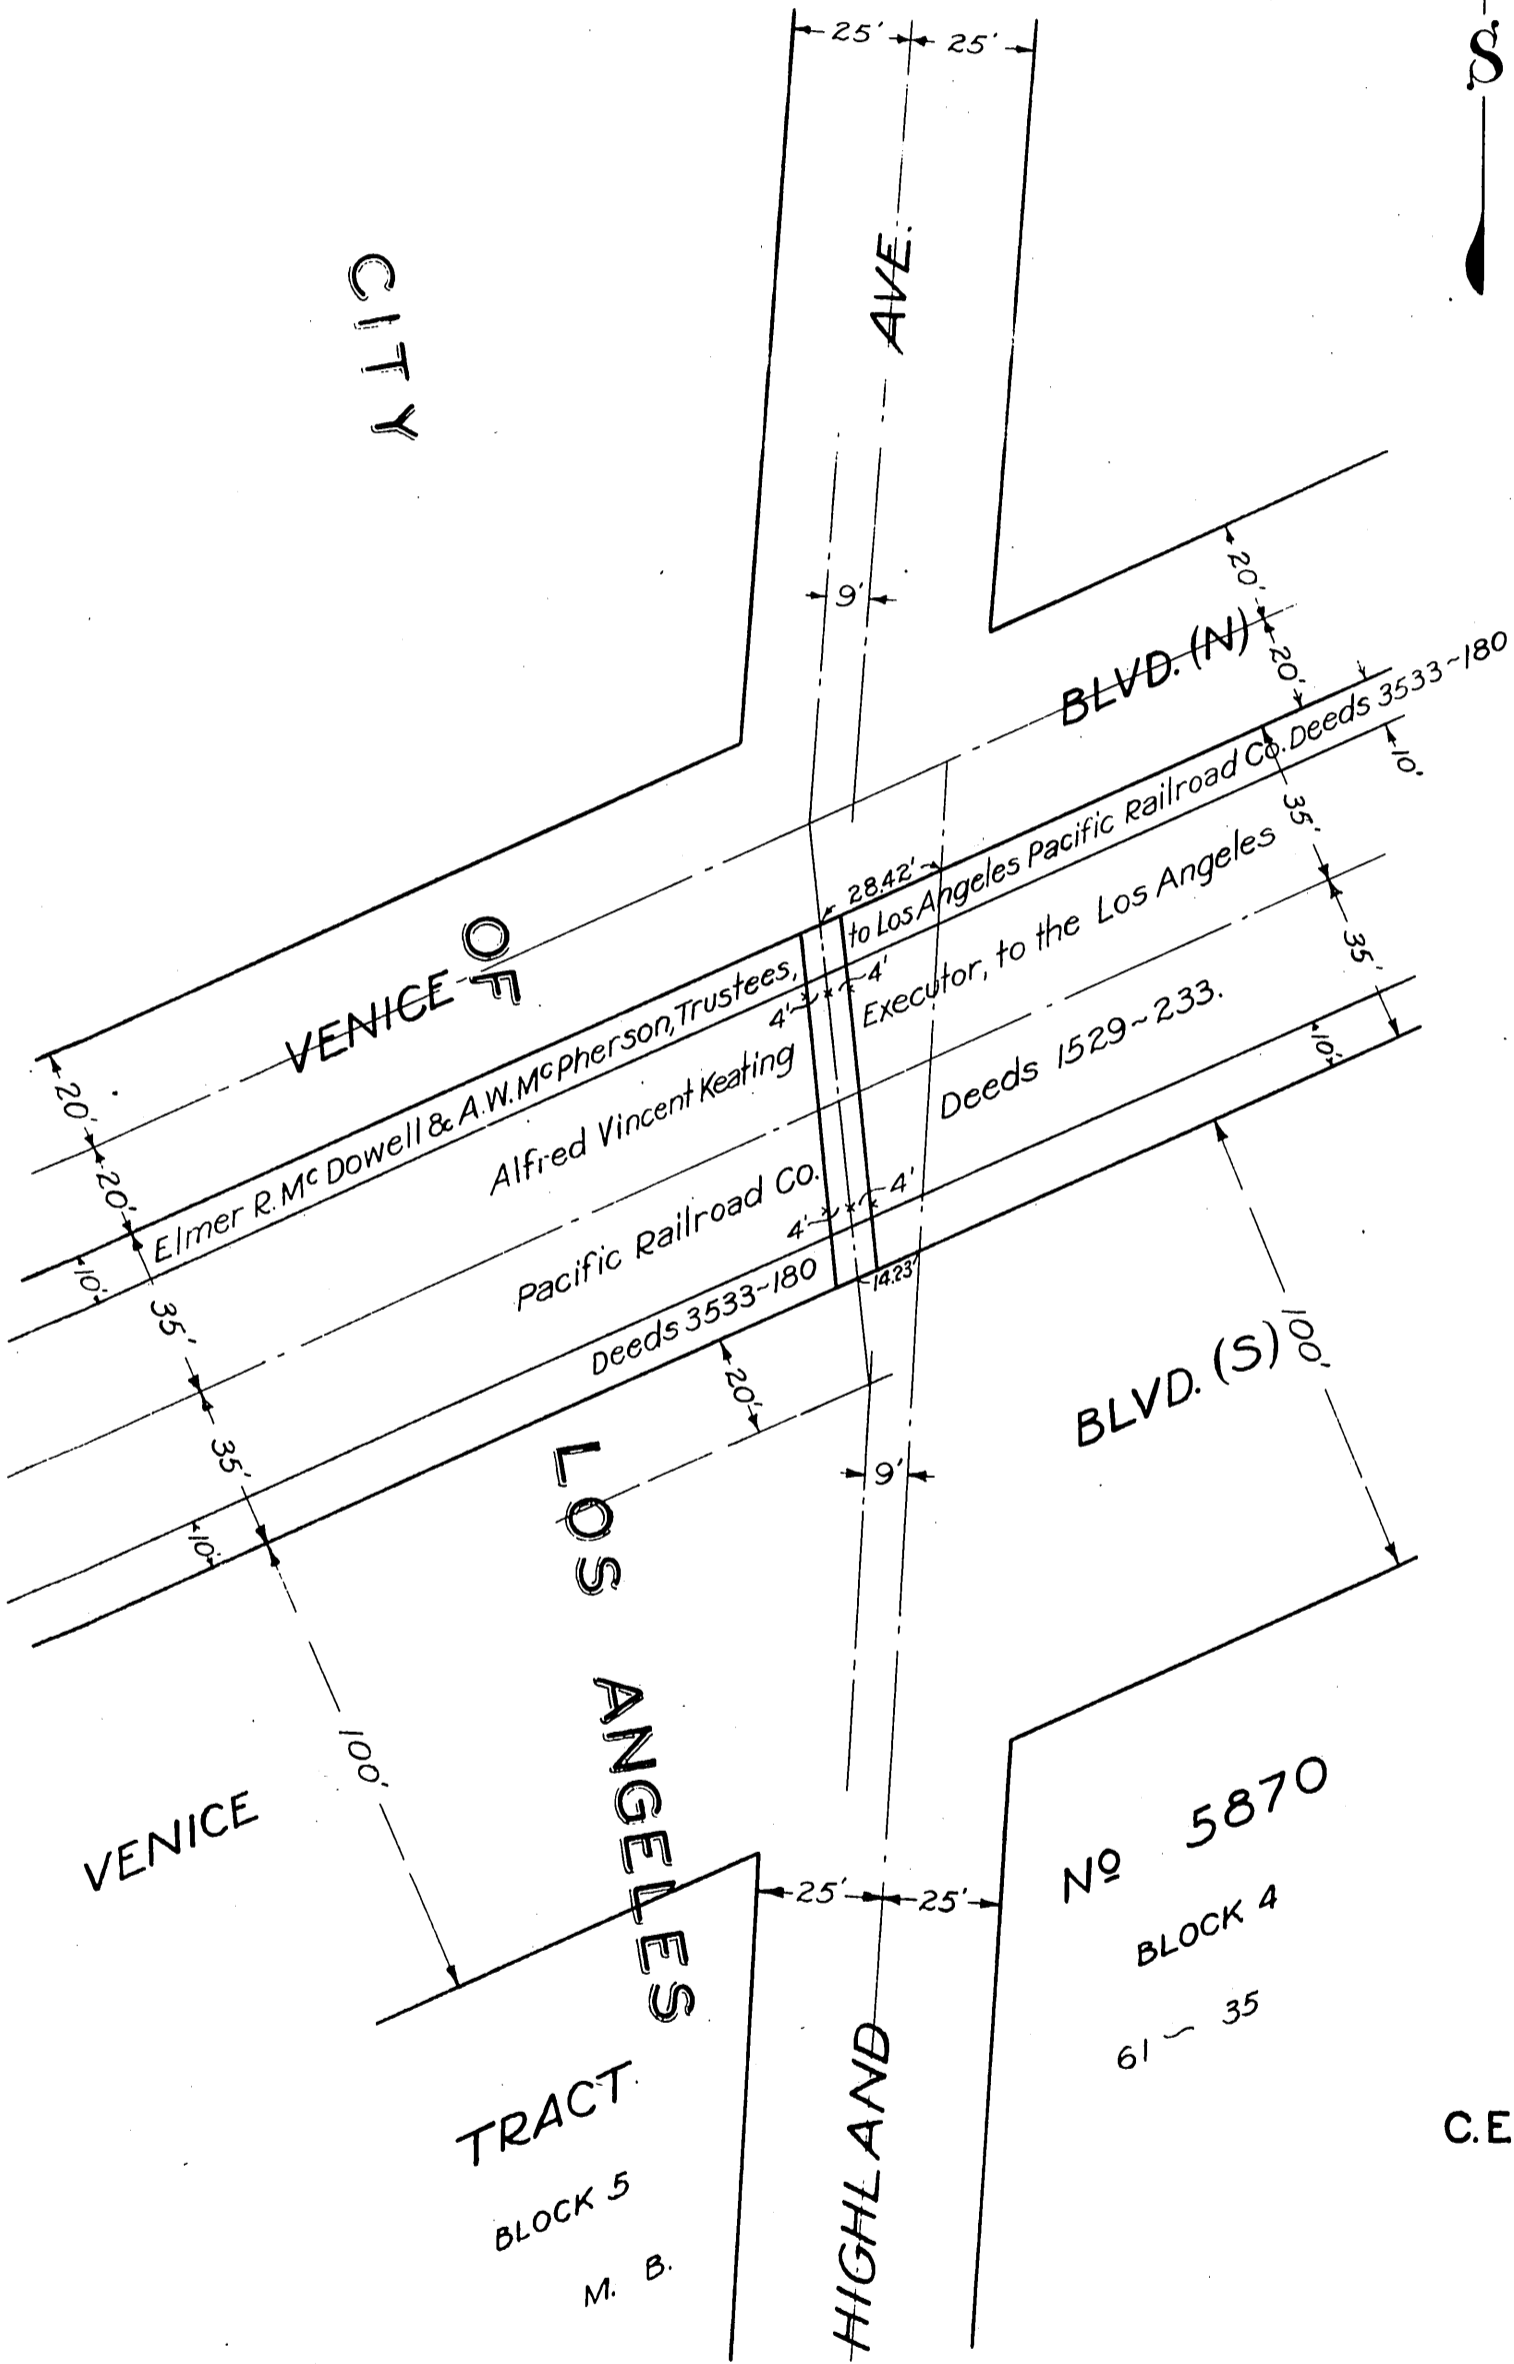 25' 25'
S
AVE.
CITY
9'
20'
BLVD. (N)
20'
10'
35'
35'
10'
28.42'
Elmer R. McDowell & A.W. McPherson, Trustees, to Los Angeles Pacific Railroad Co. Deeds 3533~180
4' 4'
Alfred Vincent Keating Executor, to the Los Angeles
Pacific Railroad Co. Deeds 1529~233.
4' 4'
Deeds 3533~180
14.23'
VENICE
OF
20'
20'
10'
35'
35'
10'
20'
9'
100'
BLVD. (S)
100'
LOS ANGELES
VENICE
25' 25'
No 5870
BLOCK 4
61 ~ 35
TRACT
BLOCK 5
M. B.
HIGHLAND
C.E